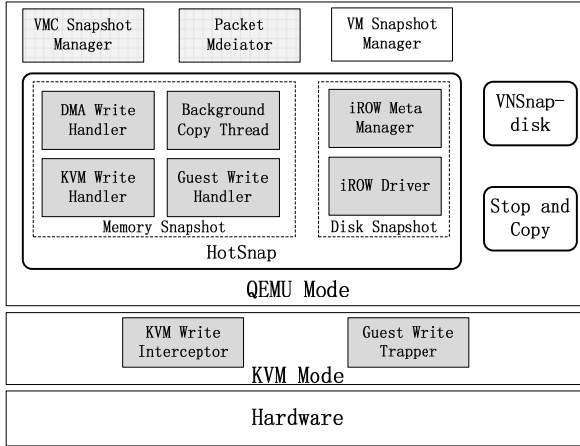 VMC Snapshot
Manager
Packet
Mdeiator
VM Snapshot
Manager
DMA Write
Handler
Background
Copy Thread
KVM Write
Handler
Guest Write
Handler
Memory Snapshot
iROW Meta
Manager
iROW Driver
Disk Snapshot
HotSnap
VNSnap-
disk
Stop and
Copy
QEMU Mode
KVM Write
Interceptor
Guest Write
Trapper
KVM Mode
Hardware